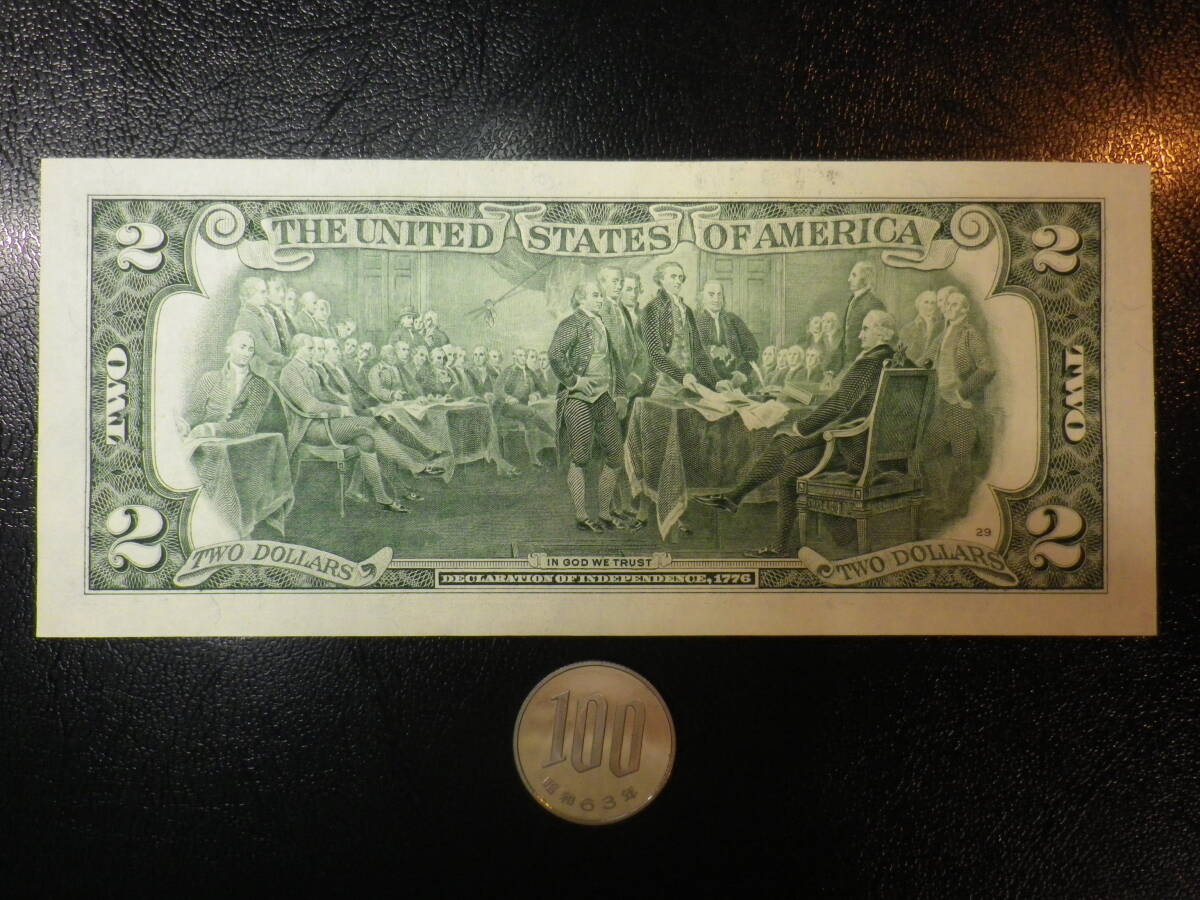 THE UNITED STATES OF AMERICA
2
2
TWO
TWO
2
2
29
TWO DOLLARS
IN GOD WE TRUST
TWO DOLLARS
DECLARATION OF INDEPENDENCE, 1776
100
昭和63年